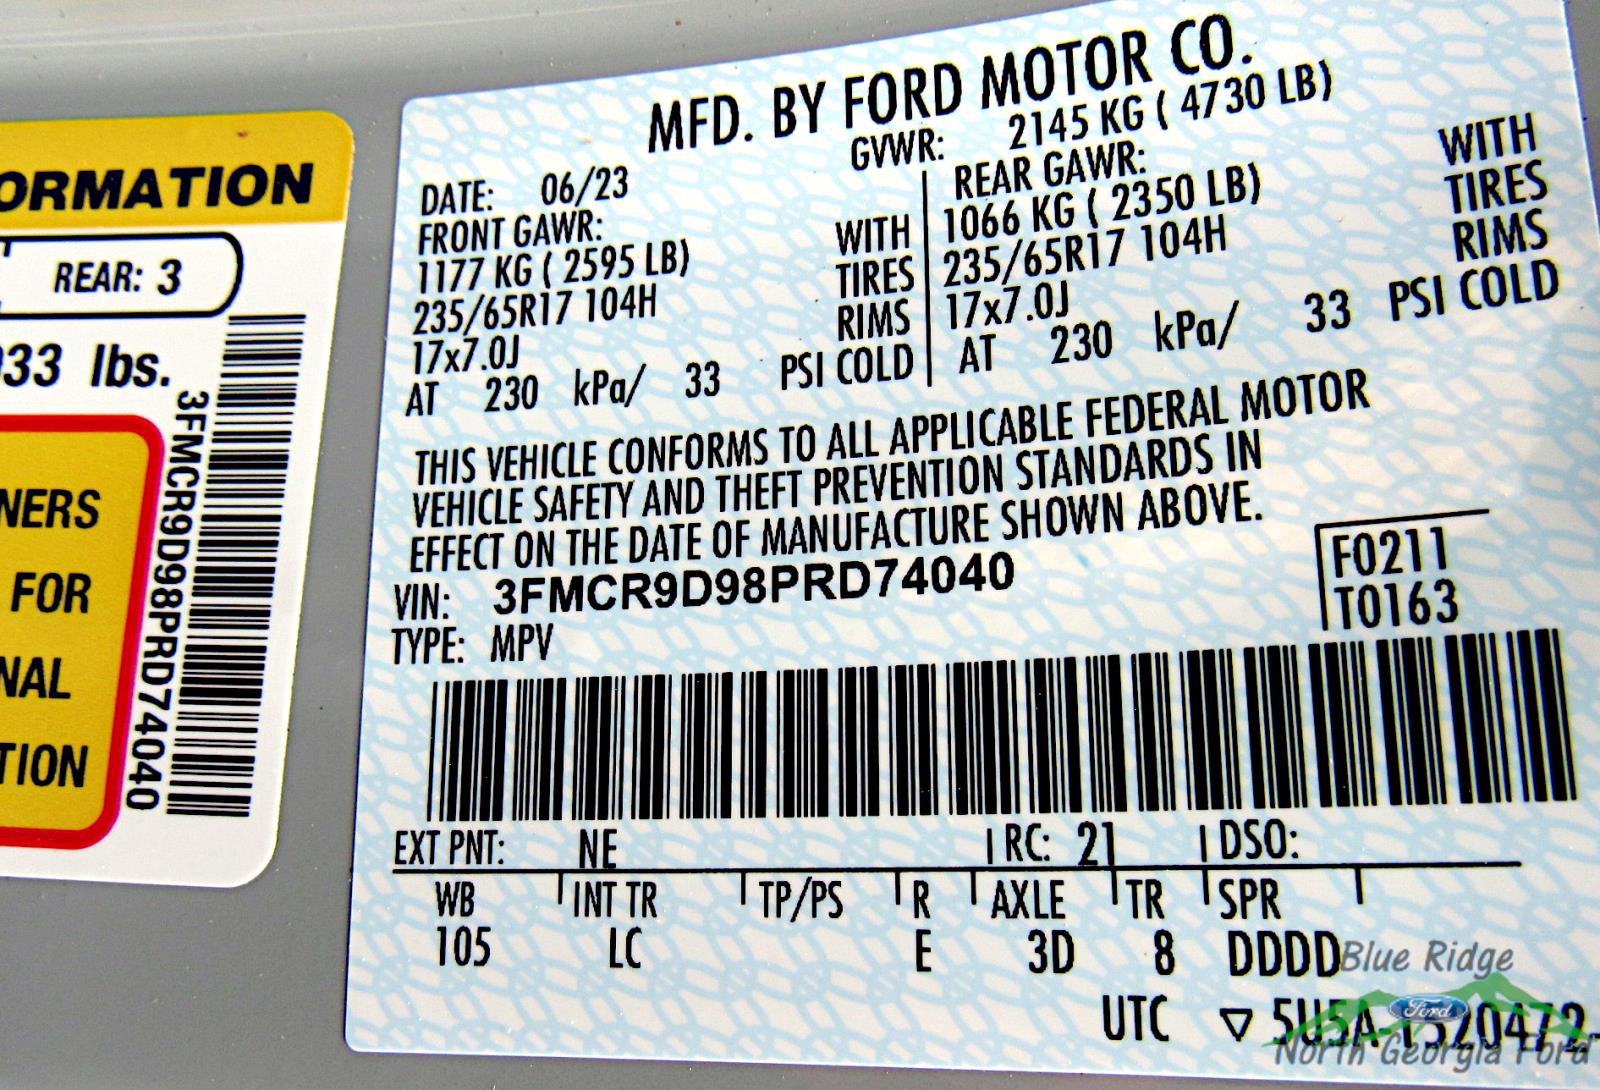 ORMATION
REAR: 3
33 lbs.
NERS
FOR
NAL
TION
3FMCR9D98PRD74040
MFD. BY FORD MOTOR CO.
DATE: 06/23 GVWR: 2145 KG ( 4730 LB)
FRONT GAWR: REAR GAWR:
1177 KG ( 2595 LB) WITH 1066 KG ( 2350 LB) WITH
235/65R17 104H TIRES 235/65R17 104H TIRES
17x7.0J RIMS 17x7.0J RIMS
AT 230 kPa/ 33 PSI COLD AT 230 kPa/ 33 PSI COLD
THIS VEHICLE CONFORMS TO ALL APPLICABLE FEDERAL MOTOR
VEHICLE SAFETY AND THEFT PREVENTION STANDARDS IN
EFFECT ON THE DATE OF MANUFACTURE SHOWN ABOVE.
VIN: 3FMCR9D98PRD74040 F0211
TYPE: MPV T0163
EXT PNT: NE RC: 21 DSO:
WB INT TR TP/PS R AXLE TR SPR
105 LC E 3D 8 DDDD
UTC ▽ 5U5A-1520472-
Blue Ridge
Ford
North Georgia Ford